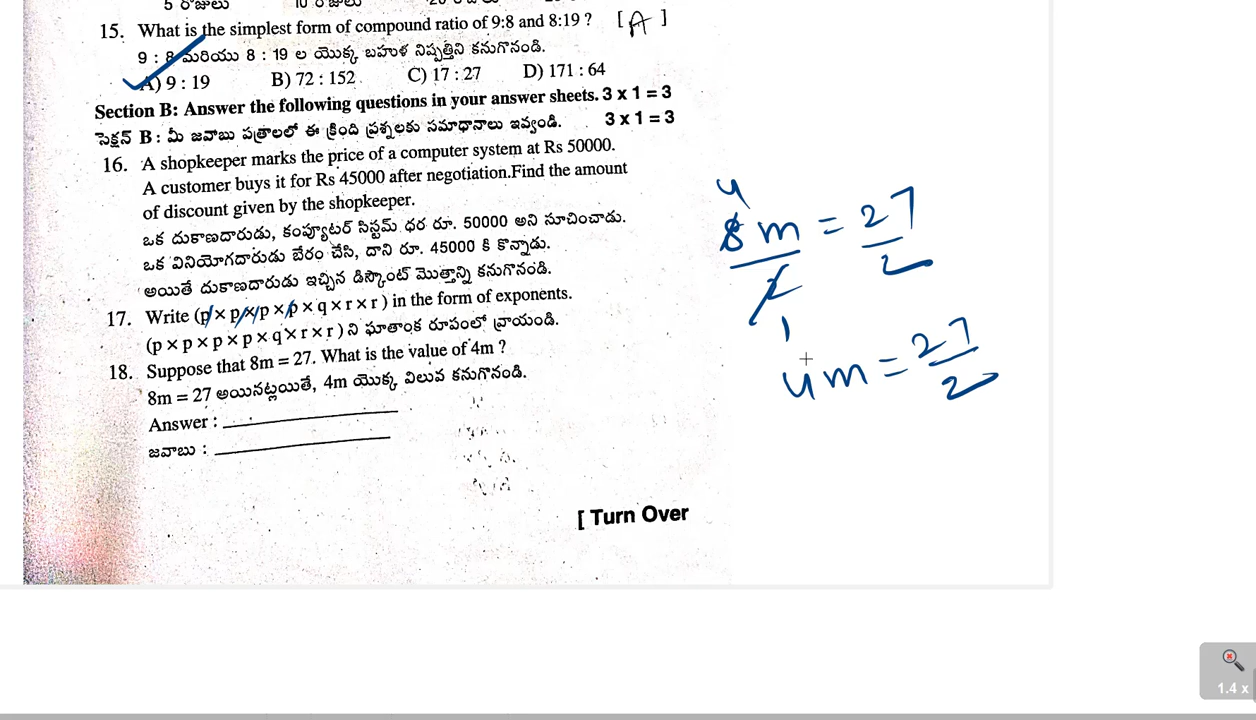 5 రోజులు
15. What is the simplest form of compound ratio of 9:8 and 8:19 ? [A]
9 : 8 మరియు 8 : 19 ల యొక్క బహుళ నిష్పత్తిని కనుగొనండి.
A) 9 : 19 B) 72 : 152 C) 17 : 27 D) 171 : 64
Section B: Answer the following questions in your answer sheets. 3 x 1 = 3
సెక్షన్ B : మీ జవాబు పత్రాలలో ఈ క్రింది ప్రశ్నలకు సమాధానాలు ఇవ్వండి. 3 x 1 = 3
16. A shopkeeper marks the price of a computer system at Rs 50000.
A customer buys it for Rs 45000 after negotiation.Find the amount
of discount given by the shopkeeper.
ఒక దుకాణదారుడు, కంప్యూటర్ సిస్టమ్ ధర రూ. 50000 అని సూచించాడు.
ఒక వినియోగదారుడు బేరం చేసి, దాని రూ. 45000 కి కొన్నాడు.
అయితే దుకాణదారుడు ఇచ్చిన డిస్కౌంట్ మొత్తాన్ని కనుగొనండి.
17. Write (p × p × p × p × q × r × r ) in the form of exponents.
(p × p × p × p × q × r × r ) ని ఘాతాంక రూపంలో వ్రాయండి.
18. Suppose that 8m = 27. What is the value of 4m ?
8m = 27 అయినట్లయితే, 4m యొక్క విలువ కనుగొనండి.
Answer :
జవాబు :
[ Turn Over
4
8 m = 27
2 2
1
4m = 27
2
1.4 x